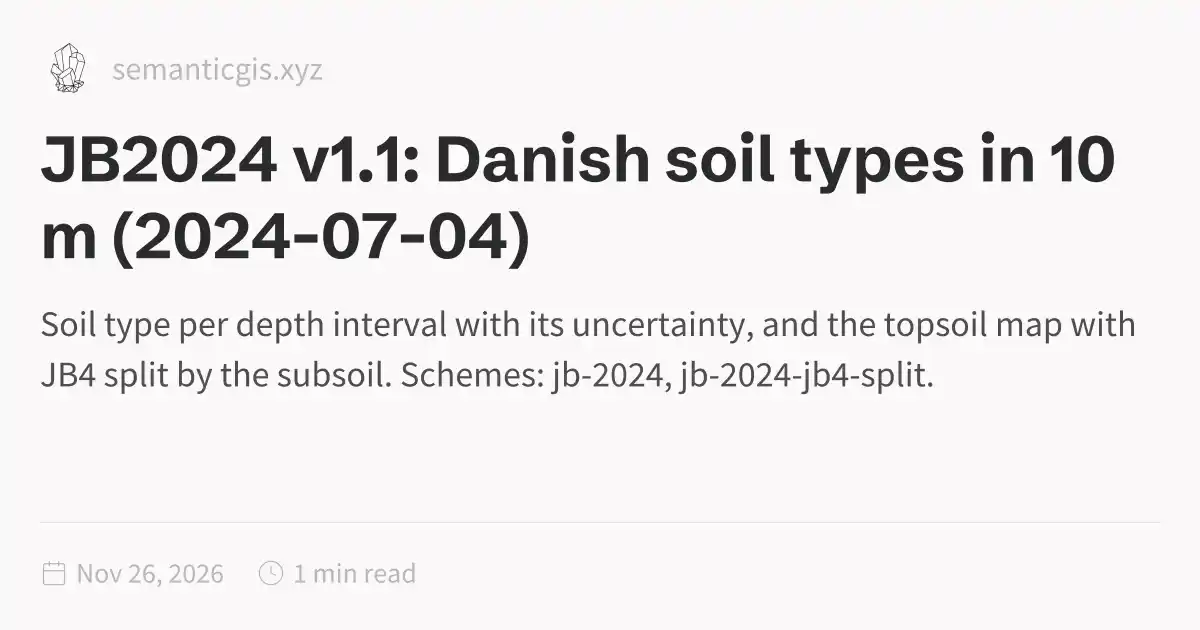 semanticgis.xyz
JB2024 v1.1: Danish soil types in 10
m (2024-07-04)
Soil type per depth interval with its uncertainty, and the topsoil map with
JB4 split by the subsoil. Schemes: jb-2024, jb-2024-jb4-split.
Nov 26, 2026 1 min read